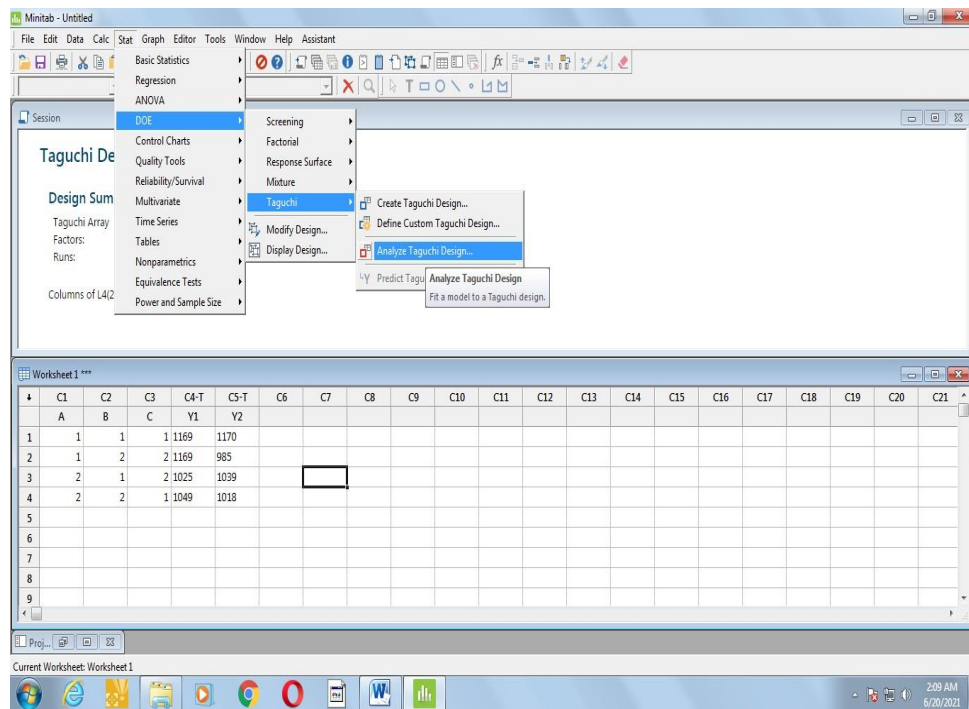 Minitab - Untitled
File Edit Data Calc Stat Graph Editor Tools Window Help Assistant
Basic Statistics
Regression
ANOVA
DOE
Control Charts
Quality Tools
Reliability/Survival
Multivariate
Time Series
Tables
Nonparametrics
Equivalence Tests
Power and Sample Size
Screening
Factorial
Response Surface
Mixture
Taguchi
Modify Design...
Display Design...
Create Taguchi Design...
Define Custom Taguchi Design...
Analyze Taguchi Design...
Predict Tagu
Analyze Taguchi Design
Fit a model to a Taguchi design.
Session
Taguchi De
Design Sum
Taguchi Array
Factors:
Runs:
Columns of L4(2
Worksheet 1 ***
C1 C2 C3 C4-T C5-T C6 C7 C8 C9 C10 C11 C12 C13 C14 C15 C16 C17 C18 C19 C20 C21
A B C Y1 Y2
1 1 1 1 1169 1170
2 1 2 2 1169 985
3 2 1 2 1025 1039
4 2 2 1 1049 1018
5
6
7
8
9
Proj...
Current Worksheet: Worksheet 1
2:09 AM
6/20/2021